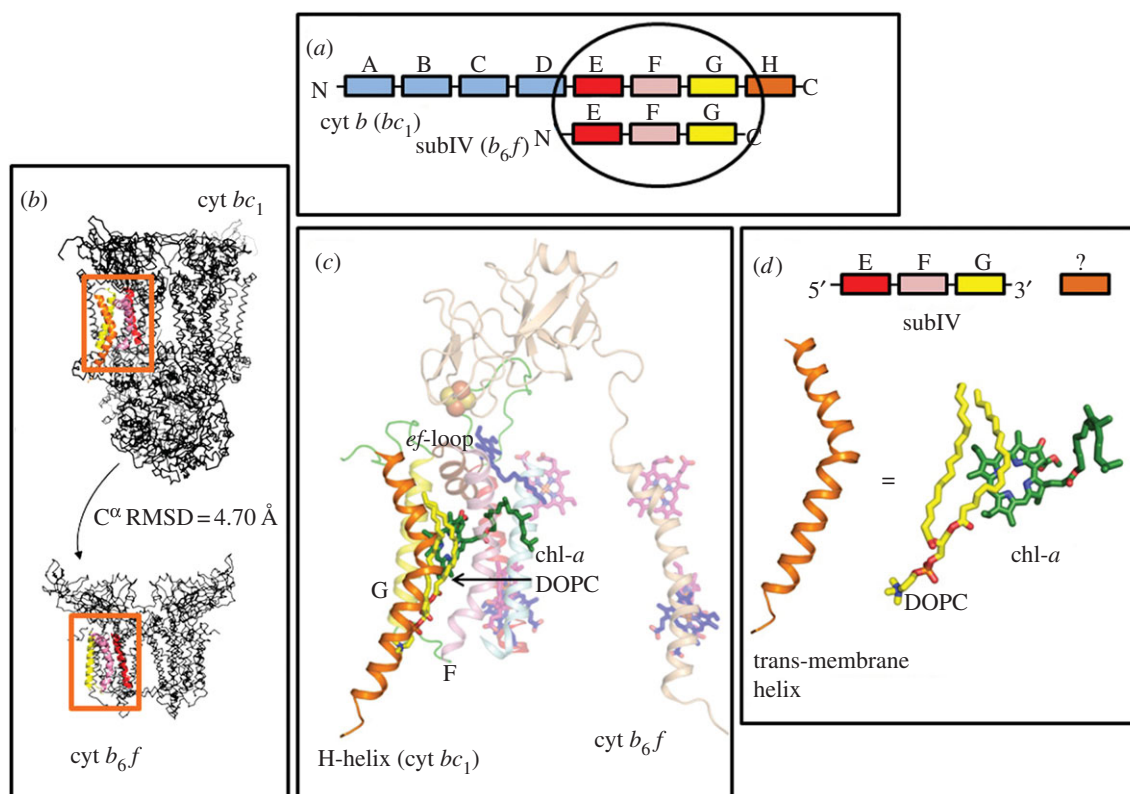 (a)
A B C D E F G H
N C
cyt b (bc1)
E F G
subIV (b6f) N C
(b)
cyt bc1
Cα RMSD = 4.70 Å
cyt b6f
(c)
ef-loop
chl-a
DOPC
G
F
H-helix (cyt bc1)
cyt b6f
(d)
E F G ?
5′ 3′
subIV
=
chl-a
DOPC
trans-membrane
helix